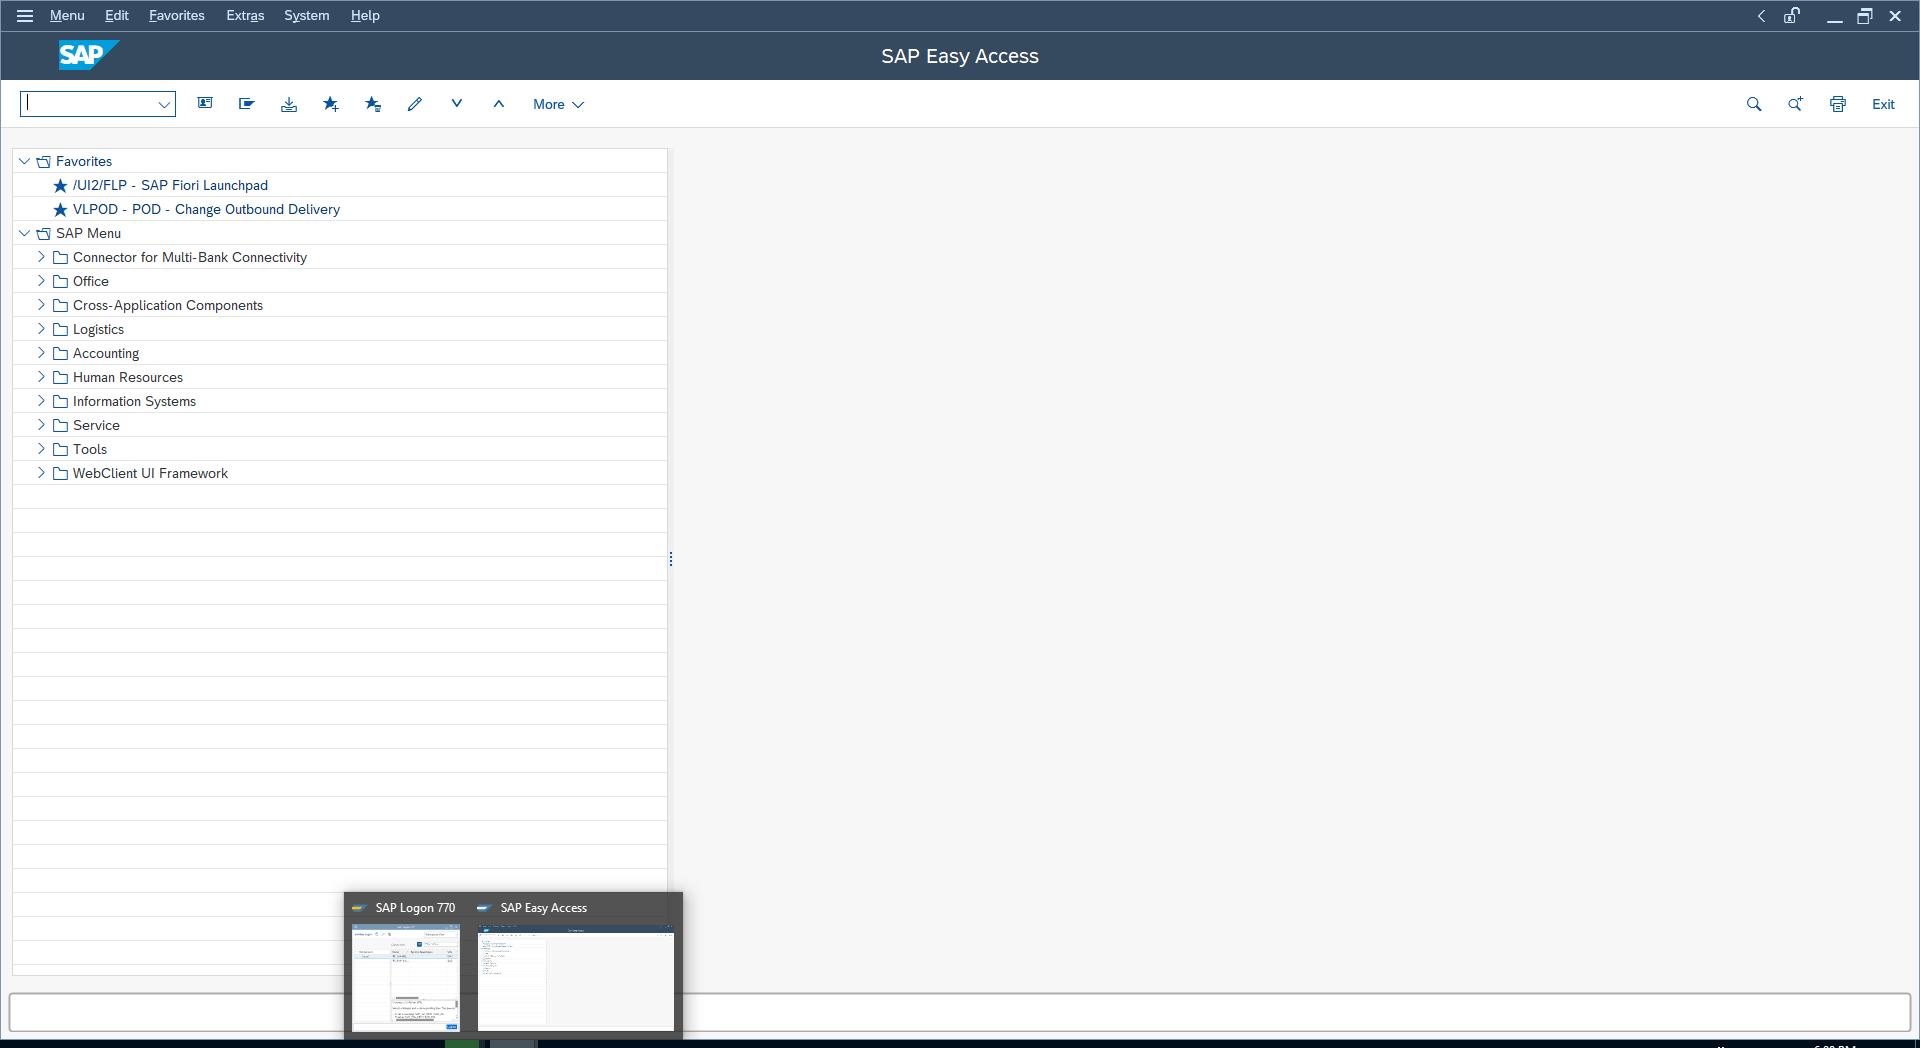 Menu Edit Favorites Extras System Help
SAP SAP Easy Access
More Exit
Favorites
/UI2/FLP - SAP Fiori Launchpad
VLPOD - POD - Change Outbound Delivery
SAP Menu
Connector for Multi-Bank Connectivity
Office
Cross-Application Components
Logistics
Accounting
Human Resources
Information Systems
Service
Tools
WebClient UI Framework
SAP Logon 770 SAP Easy Access